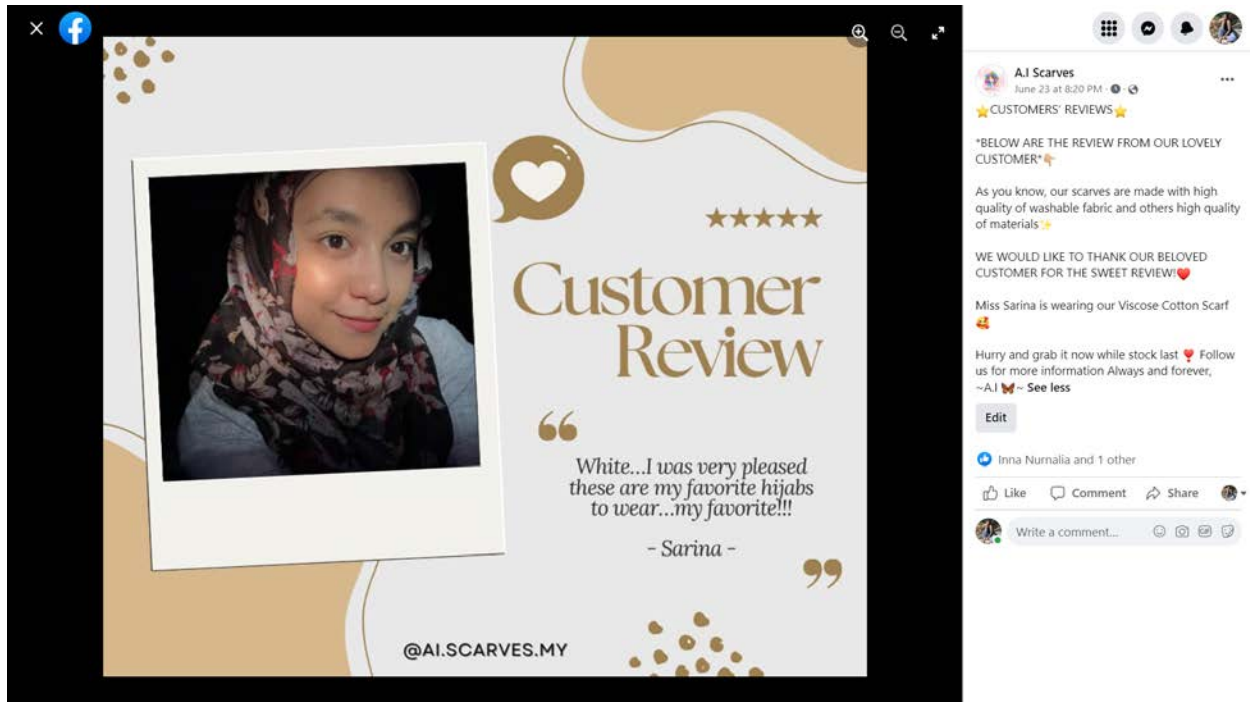 Customer
Review
“
White...I was very pleased
these are my favorite hijabs
to wear...my favorite!!!
- Sarina -
”
@AI.SCARVES.MY
A.I Scarves
June 23 at 8:20 PM ·
⭐CUSTOMERS' REVIEWS⭐
*BELOW ARE THE REVIEW FROM OUR LOVELY
CUSTOMER*👇🏼
As you know, our scarves are made with high
quality of washable fabric and others high quality
of materials✨
WE WOULD LIKE TO THANK OUR BELOVED
CUSTOMER FOR THE SWEET REVIEW!❤️
Miss Sarina is wearing our Viscose Cotton Scarf
🥰
Hurry and grab it now while stock last ❣️ Follow
us for more information Always and forever,
~A.I 🦋~ See less
Edit
Inna Nurnalia and 1 other
Like Comment Share
Write a comment...
GIF